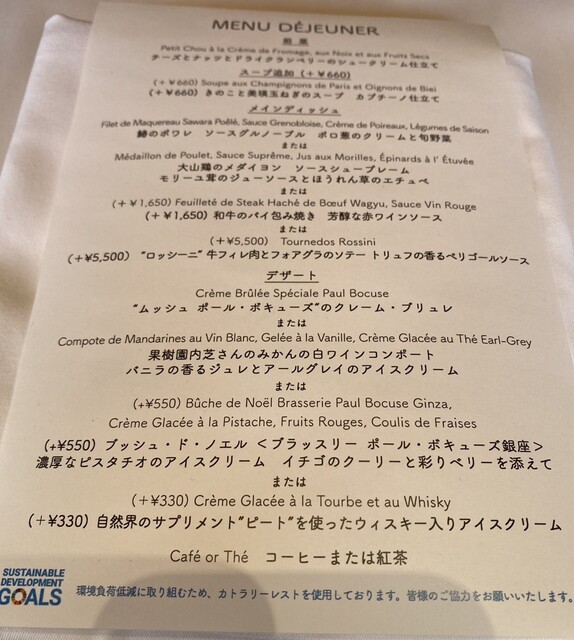 MENU DÉJEUNER
前菜
Petit Chou à la Crème de Fromage, aux Noix et aux Fruits Secs
チーズとナッツとドライクランベリーのシュークリーム仕立て
スープ追加 (+¥660)
(+¥660) Soupe aux Champignons de Paris et Oignons de Biei
(+¥660) きのこと美瑛玉ねぎのスープ カプチーノ仕立て
メインディッシュ
Filet de Maquereau Sawara Poêlé, Sauce Grenobloise, Crème de Poireaux, Légumes de Saison
鰆のポワレ ソースグルノーブル ポロ葱のクリームと旬野菜
または
Médaillon de Poulet, Sauce Suprême, Jus aux Morilles, Épinards à l' Étuvée
大山鶏のメダイヨン ソースシュープレーム
モリーユ茸のジューソースとほうれん草のエチュベ
または
(+¥1,650) Feuilleté de Steak Haché de Bœuf Wagyu, Sauce Vin Rouge
(+¥1,650) 和牛のパイ包み焼き 芳醇な赤ワインソース
または
(+¥5,500) Tournedos Rossini
(+¥5,500) "ロッシーニ" 牛フィレ肉とフォアグラのソテー トリュフの香るペリゴールソース
デザート
Crème Brûlée Spéciale Paul Bocuse
"ムッシュ ポール・ボキューズ"のクレーム・ブリュレ
または
Compote de Mandarines au Vin Blanc, Gelée à la Vanille, Crème Glacée au Thé Earl-Grey
果樹園内芝さんのみかんの白ワインコンポート
バニラの香るジュレとアールグレイのアイスクリーム
または
(+¥550) Bûche de Noël Brasserie Paul Bocuse Ginza,
Crème Glacée à la Pistache, Fruits Rouges, Coulis de Fraises
(+¥550) ブッシュ・ド・ノエル <ブラッスリー ポール・ボキューズ銀座>
濃厚なピスタチオのアイスクリーム イチゴのクーリーと彩りベリーを添えて
または
(+¥330) Crème Glacée à la Tourbe et au Whisky
(+¥330) 自然界のサプリメント"ピート"を使ったウィスキー入りアイスクリーム
Café or Thé コーヒーまたは紅茶
SUSTAINABLE
DEVELOPMENT
GOALS
環境負荷低減に取り組むため、カトラリーレストを使用しております。皆様のご協力をお願いいたします。